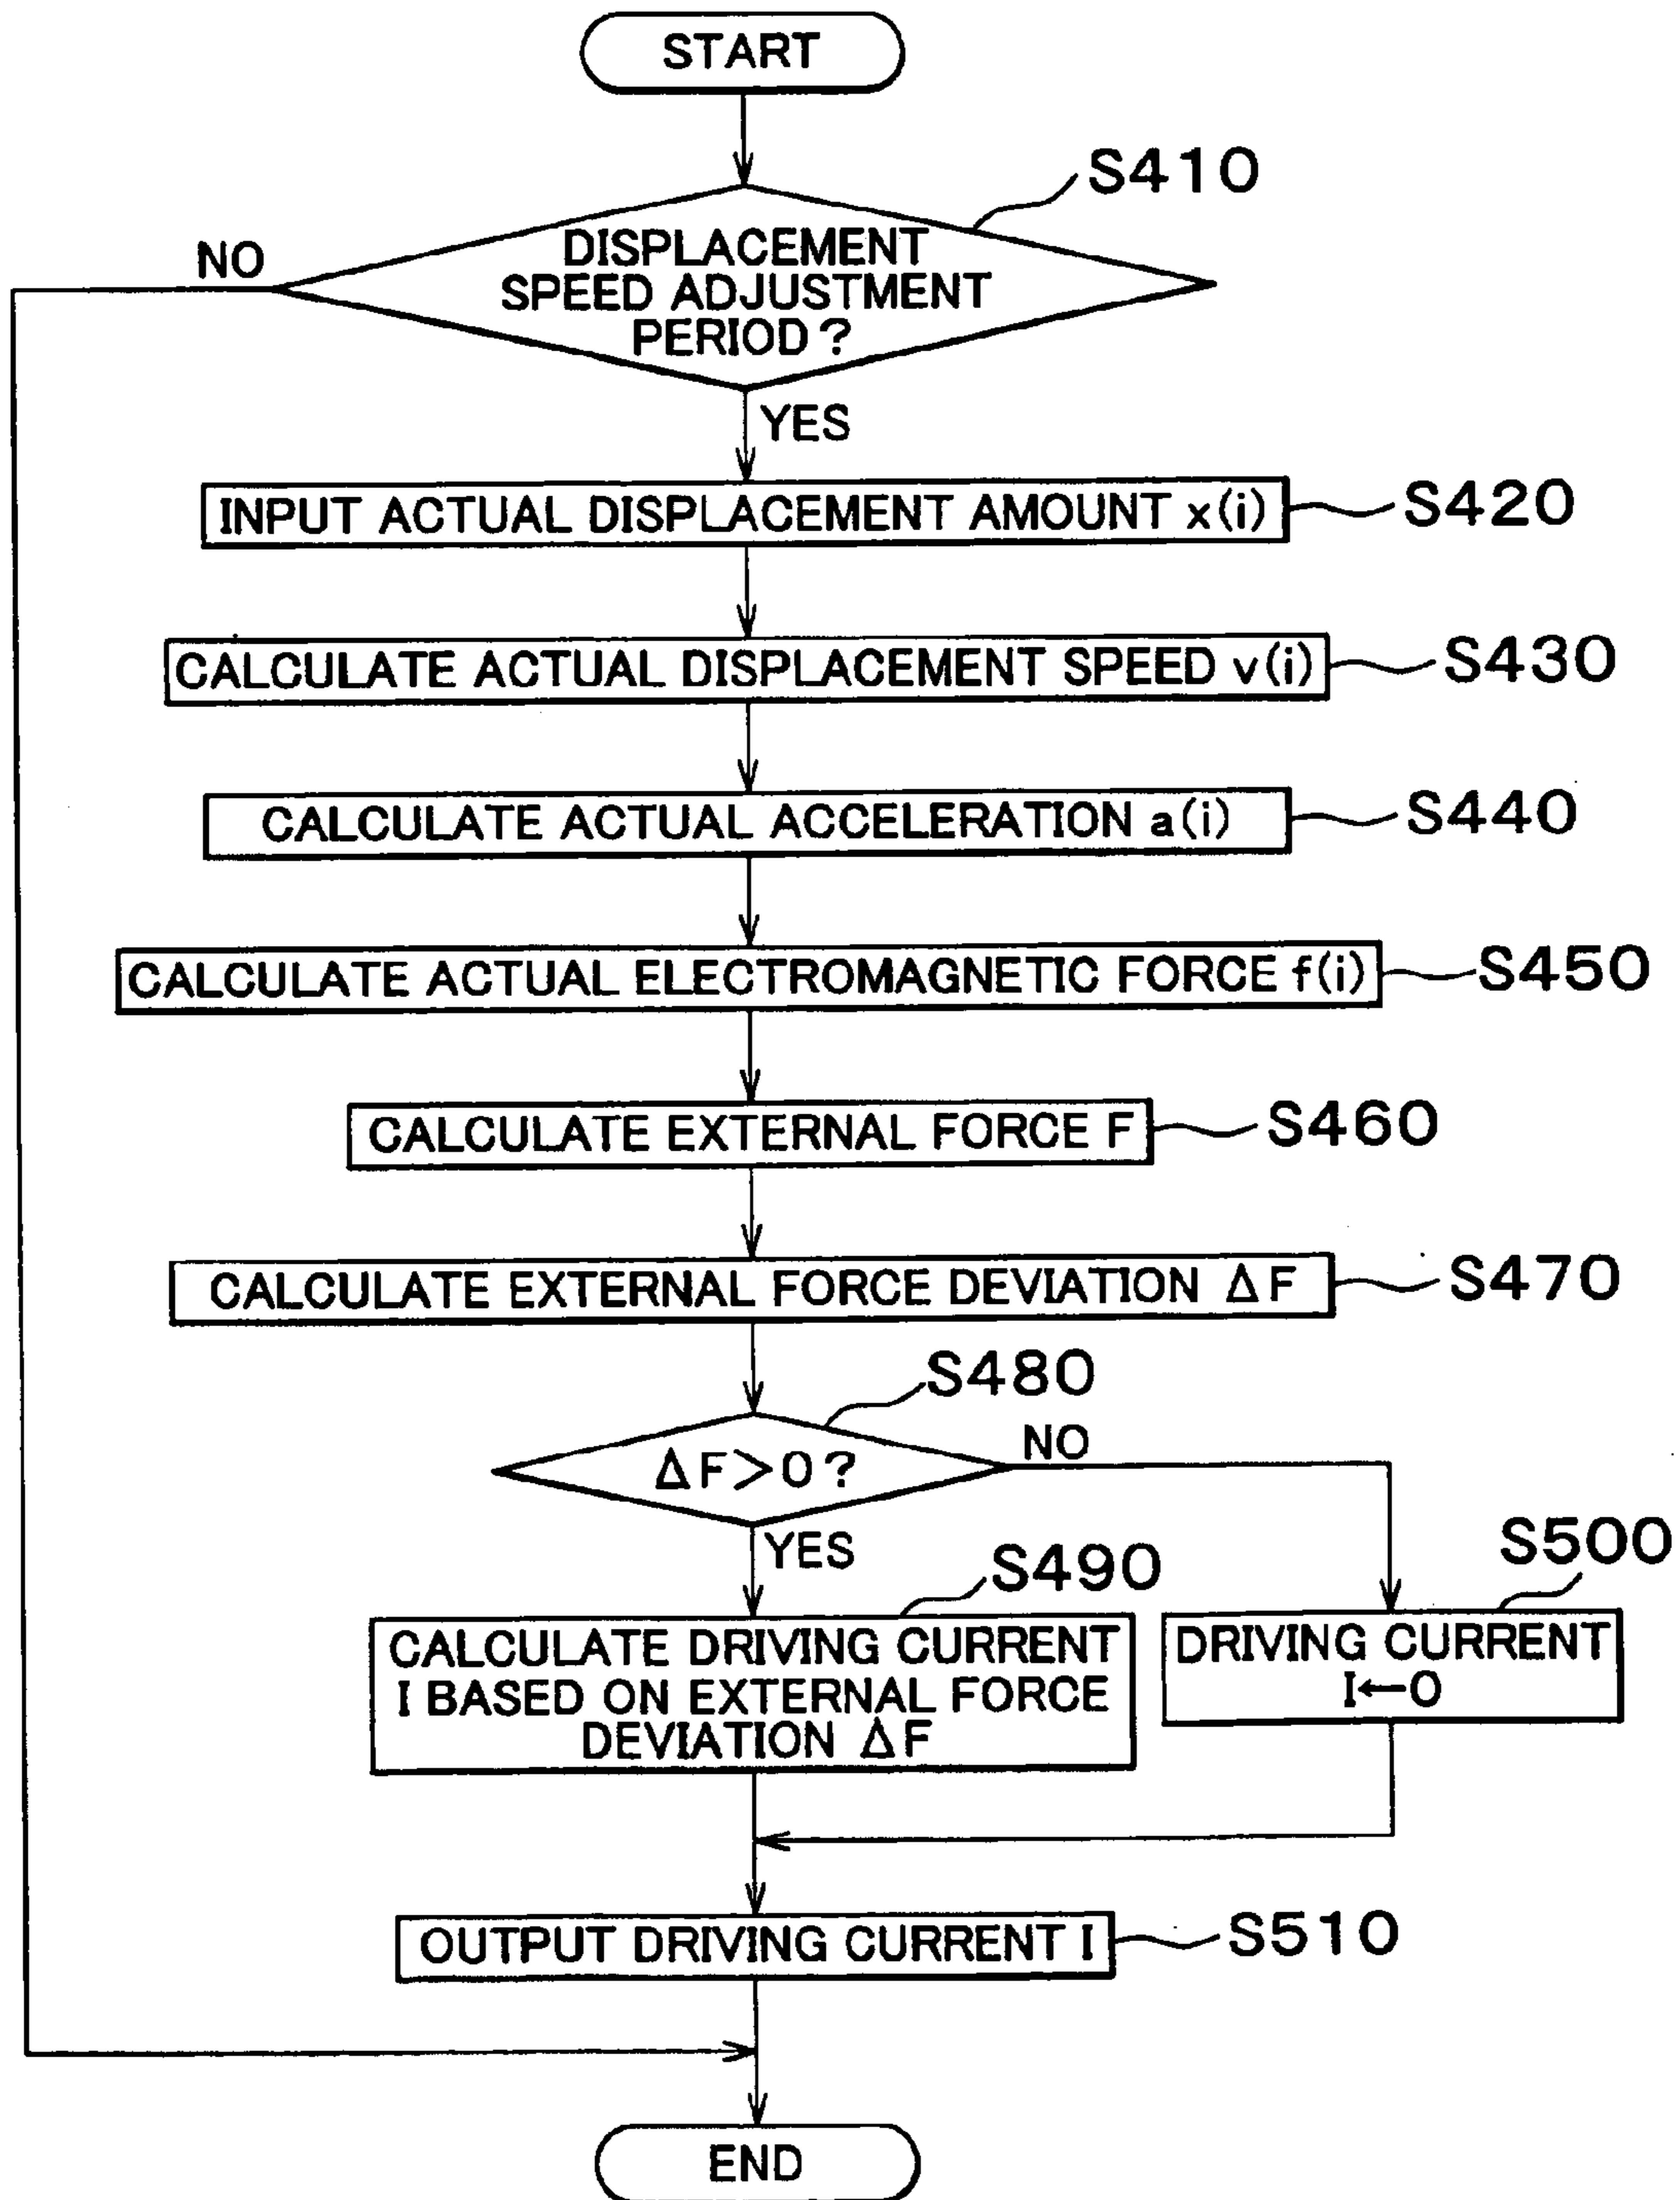 START
S410
DISPLACEMENT
SPEED ADJUSTMENT
PERIOD?
NO
YES
INPUT ACTUAL DISPLACEMENT AMOUNT x(i)
S420
CALCULATE ACTUAL DISPLACEMENT SPEED v(i)
S430
CALCULATE ACTUAL ACCELERATION a(i)
S440
CALCULATE ACTUAL ELECTROMAGNETIC FORCE f(i)
S450
CALCULATE EXTERNAL FORCE F
S460
CALCULATE EXTERNAL FORCE DEVIATION ΔF
S470
S480
ΔF>0?
NO
YES
S490
S500
CALCULATE DRIVING CURRENT
I BASED ON EXTERNAL FORCE
DEVIATION ΔF
DRIVING CURRENT
I←0
OUTPUT DRIVING CURRENT I
S510
END